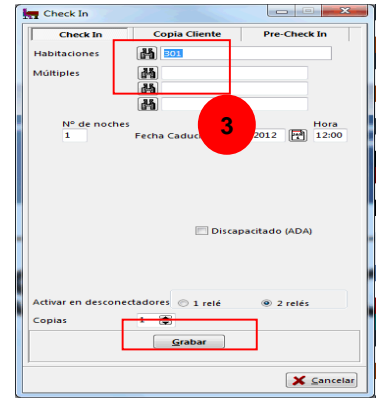 Check In
Check In Copia Cliente Pre-Check In
Habitaciones 301
Múltiples
3
Nº de noches Hora
1 Fecha 2012 12:00
Discapacitado (ADA)
Activar en desconectadores 1 relé 2 relés
Copias 1
Grabar
Cancelar